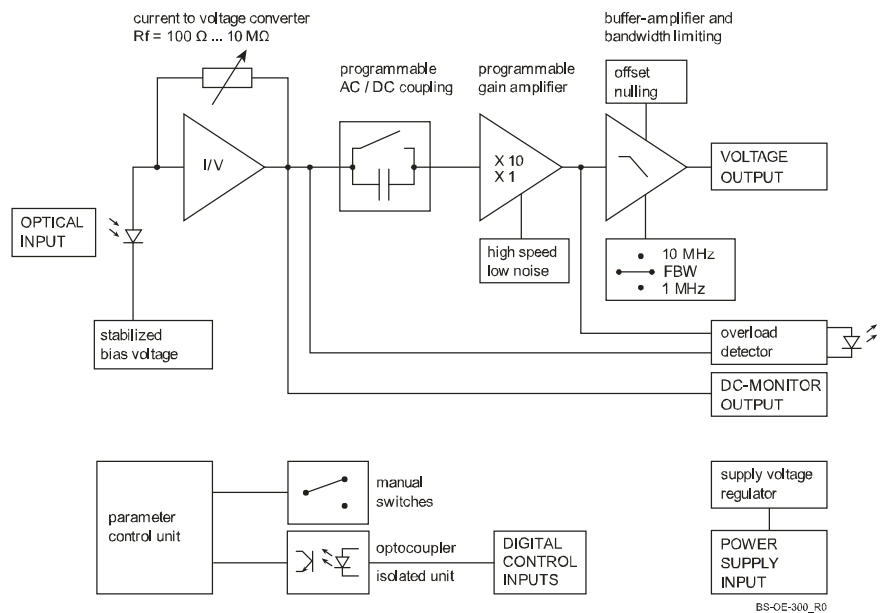 current to voltage converter
Rf = 100 Ω ... 10 MΩ
buffer-amplifier and
bandwidth limiting
programmable
AC / DC coupling
programmable
gain amplifier
offset
nulling
I/V
X 10
X 1
VOLTAGE
OUTPUT
OPTICAL
INPUT
high speed
low noise
10 MHz
FBW
1 MHz
stabilized
bias voltage
overload
detector
DC-MONITOR
OUTPUT
parameter
control unit
manual
switches
supply voltage
regulator
optocoupler
isolated unit
DIGITAL
CONTROL
INPUTS
POWER
SUPPLY
INPUT
BS-OE-300_R0